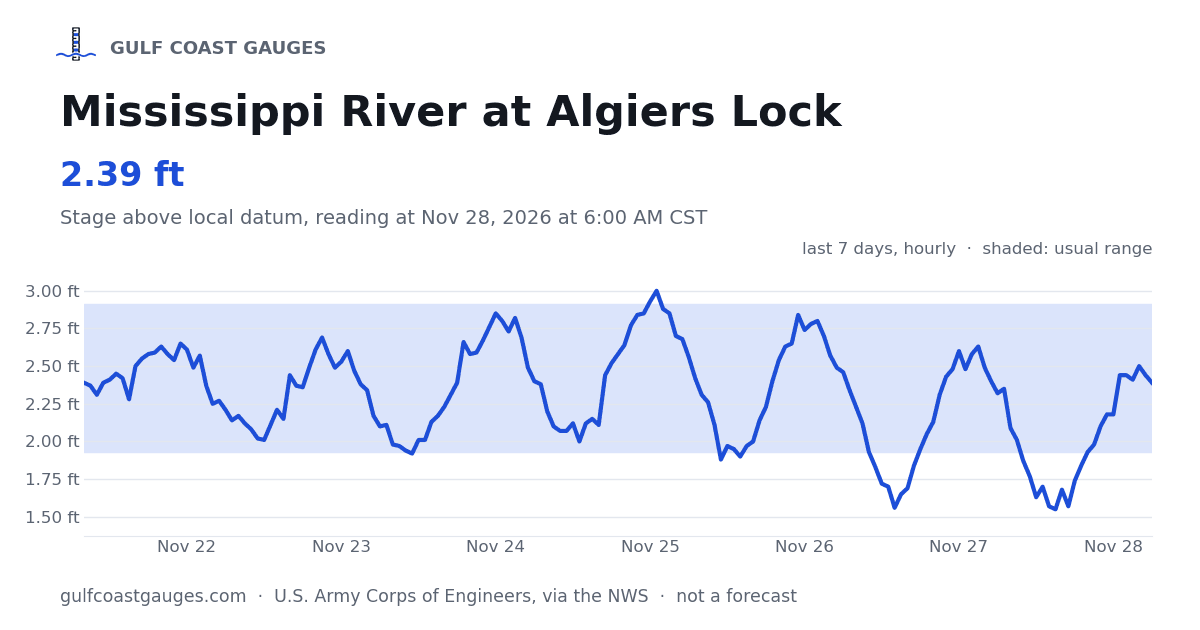 GULF COAST GAUGES
Mississippi River at Algiers Lock
2.39 ft
Stage above local datum, reading at Nov 28, 2026 at 6:00 AM CST
last 7 days, hourly · shaded: usual range
3.00 ft
2.75 ft
2.50 ft
2.25 ft
2.00 ft
1.75 ft
1.50 ft
Nov 22 Nov 23 Nov 24 Nov 25 Nov 26 Nov 27 Nov 28
gulfcoastgauges.com · U.S. Army Corps of Engineers, via the NWS · not a forecast